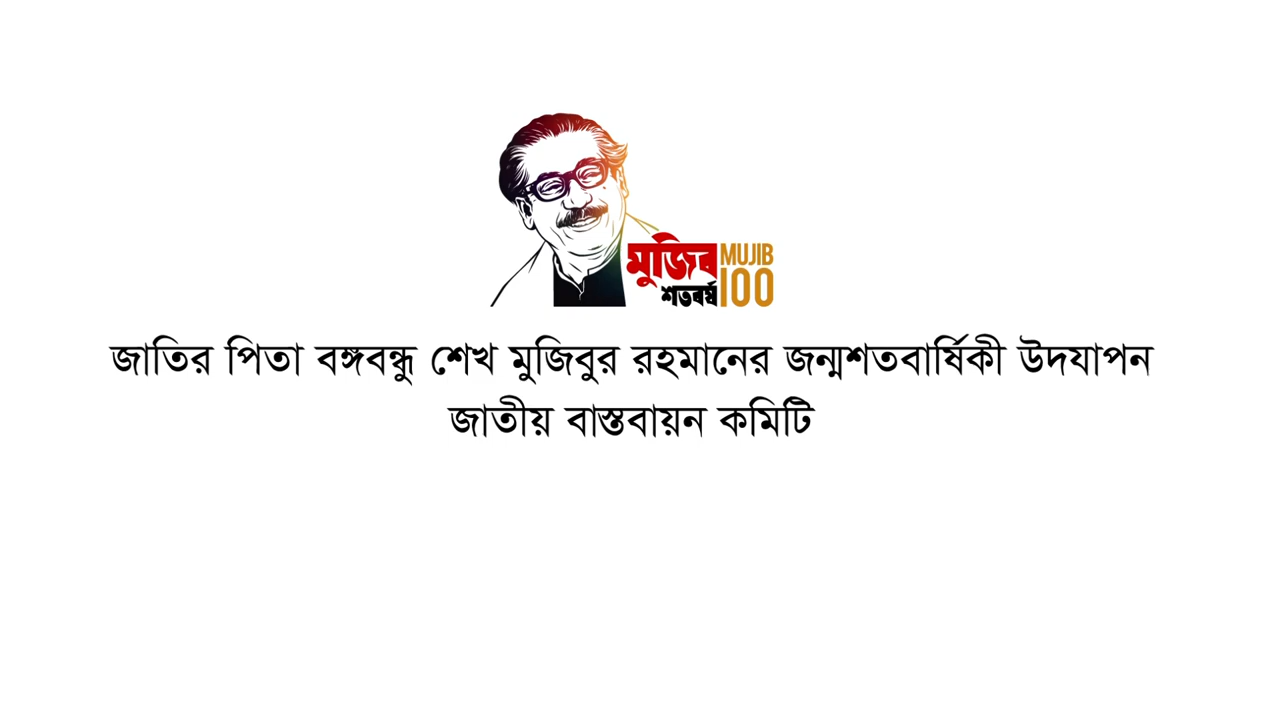 মুজিব
শতবর্ষ
MUJIB
100
জাতির পিতা বঙ্গবন্ধু শেখ মুজিবুর রহমানের জন্মশতবার্ষিকী উদযাপন
জাতীয় বাস্তবায়ন কমিটি